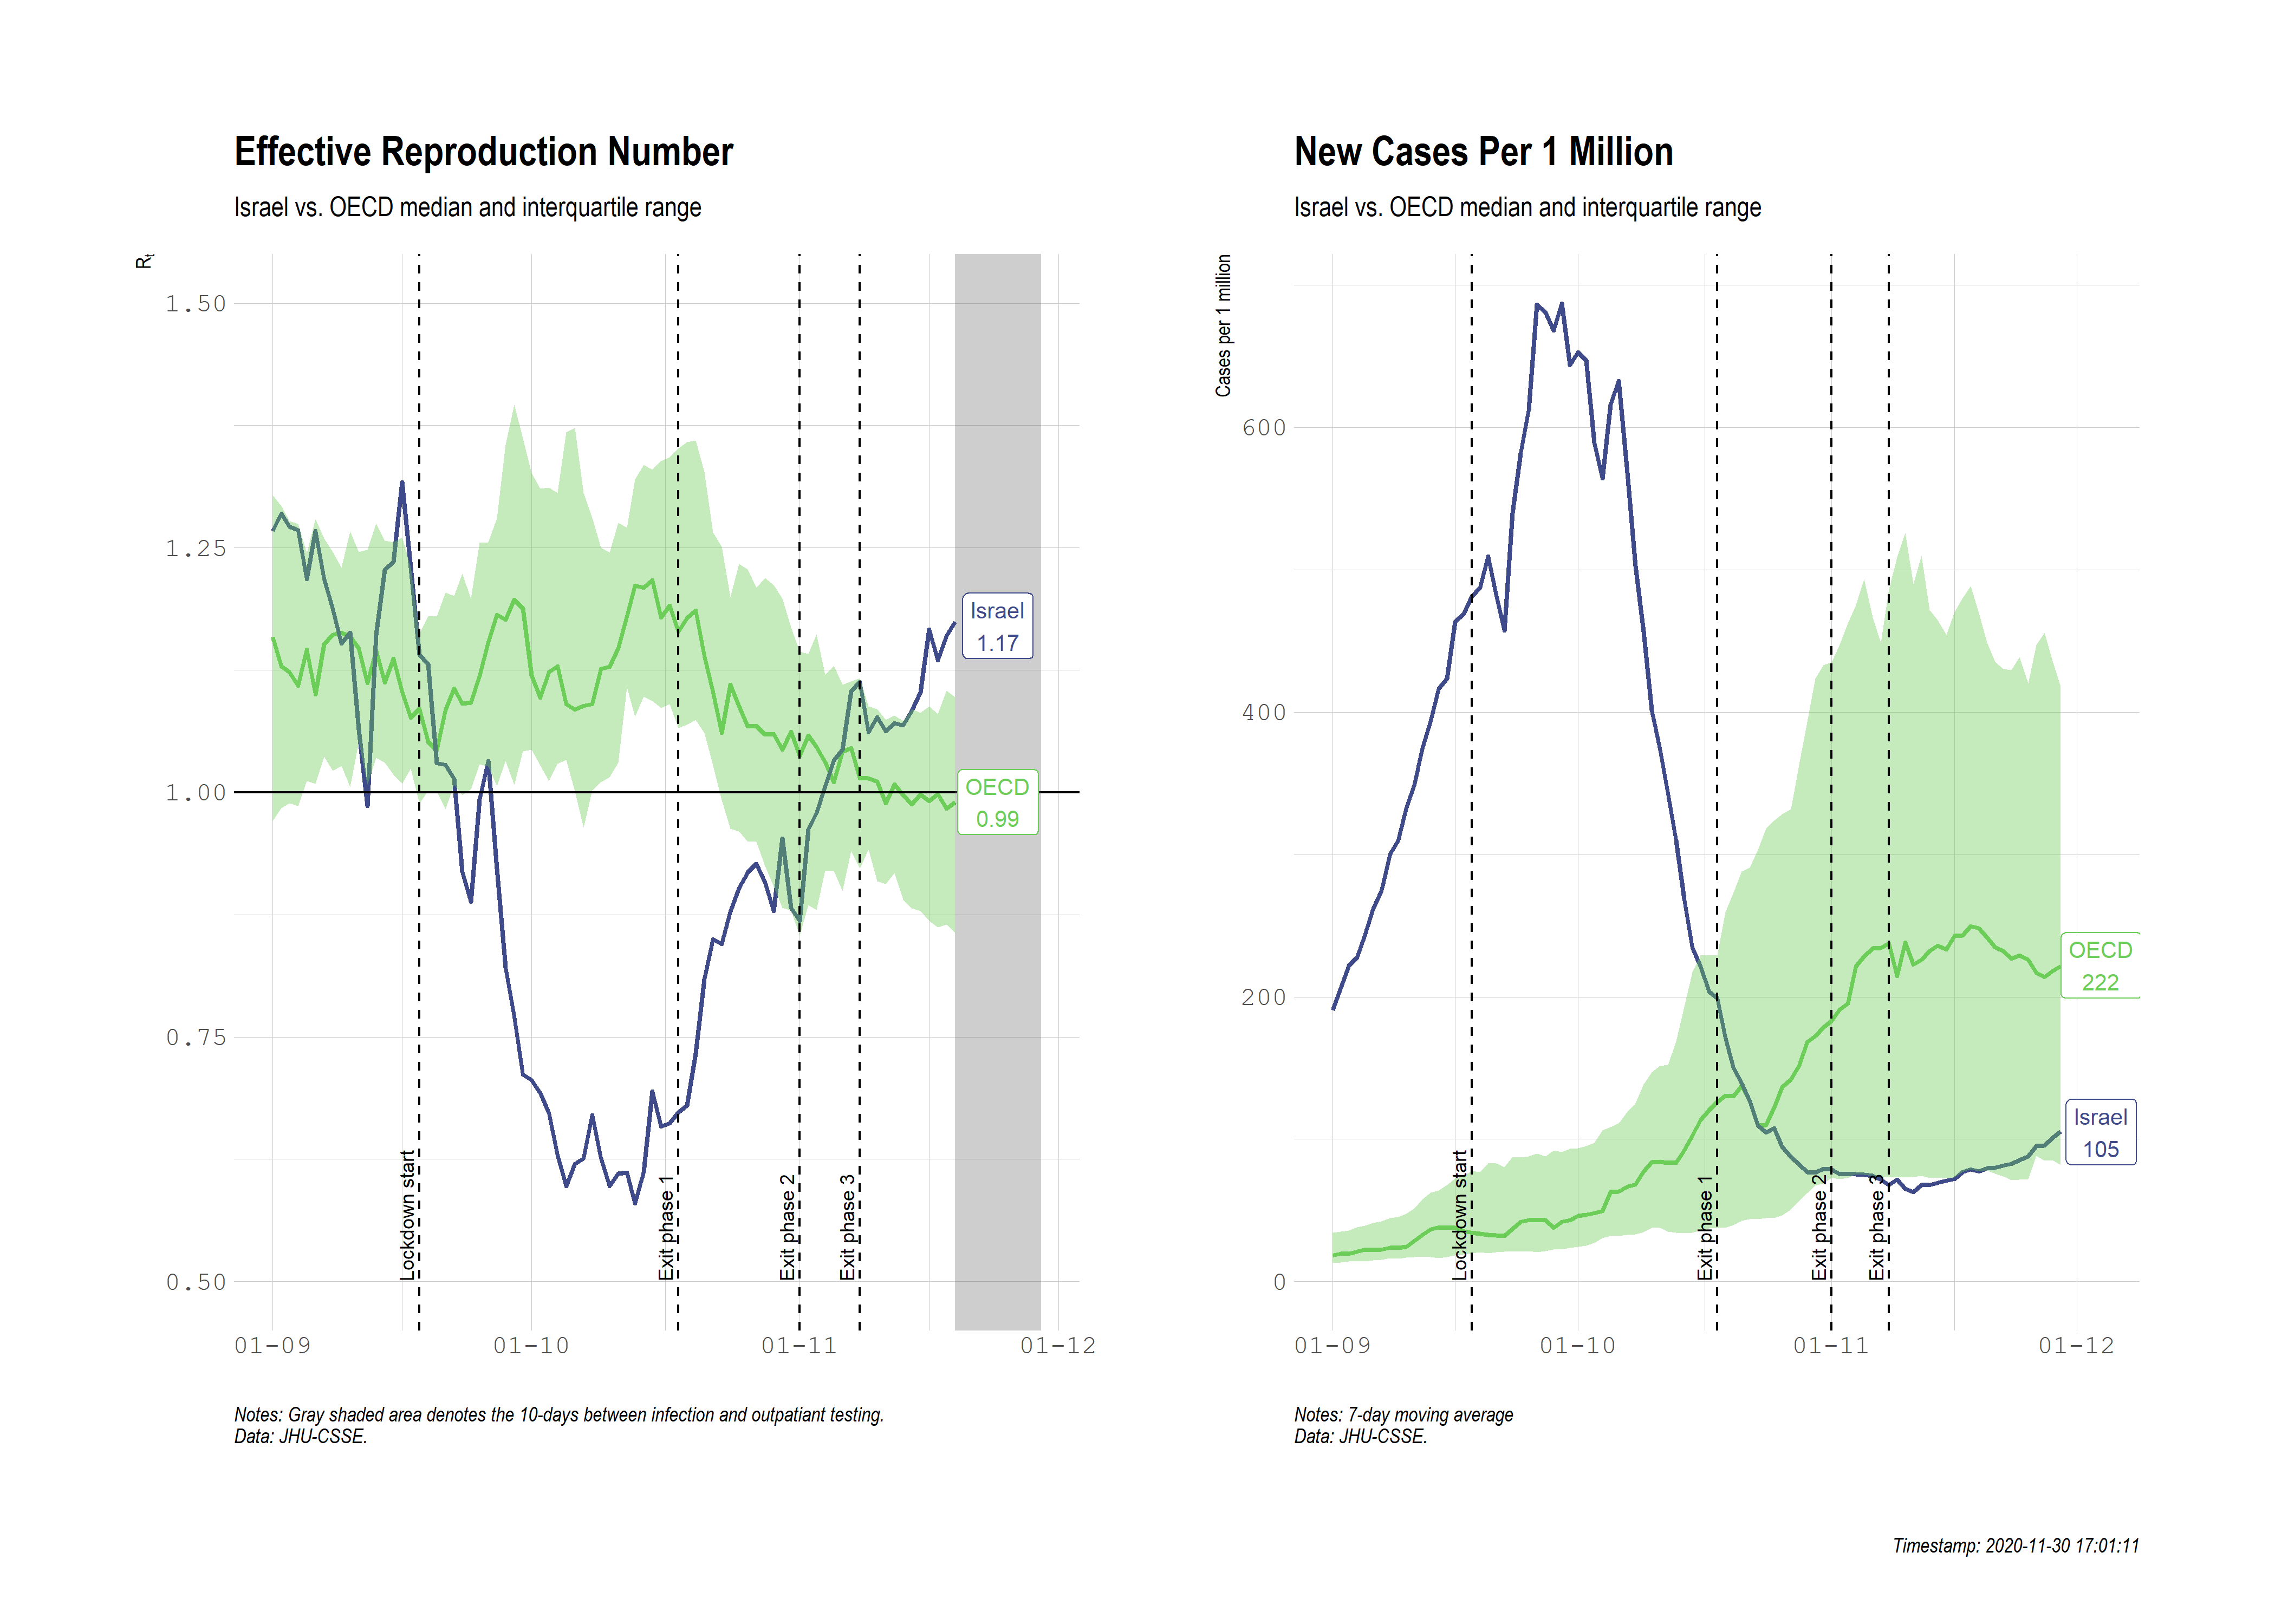 Effective Reproduction Number
Israel vs. OECD median and interquartile range
Rt
1.50
1.25
1.00
0.75
0.50
Israel
1.17
OECD
0.99
Lockdown start
Exit phase 1
Exit phase 2
Exit phase 3
01-09
01-10
01-11
01-12
Notes: Gray shaded area denotes the 10-days between infection and outpatiant testing.
Data: JHU-CSSE.
New Cases Per 1 Million
Israel vs. OECD median and interquartile range
Cases per 1 million
600
400
200
0
OECD
222
Israel
105
Lockdown start
Exit phase 1
Exit phase 2
Exit phase 3
01-09
01-10
01-11
01-12
Notes: 7-day moving average
Data: JHU-CSSE.
Timestamp: 2020-11-30 17:01:11